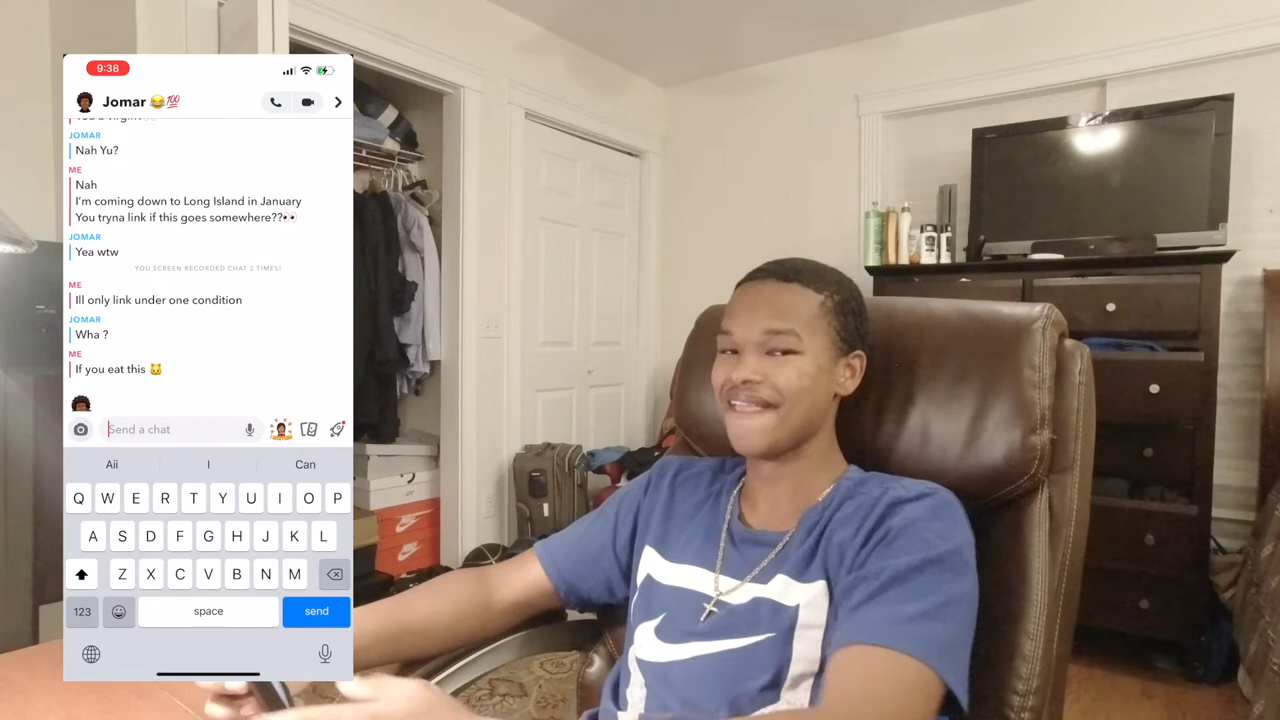 9:38
Jomar 😂💯
JOMAR
Nah Yu?
ME
Nah
I'm coming down to Long Island in January
You tryna link if this goes somewhere??👀
JOMAR
Yea wtw
YOU SCREEN RECORDED CHAT 2 TIMES!
ME
Ill only link under one condition
JOMAR
Wha ?
ME
If you eat this 🐱
Send a chat
Aii I Can
Q W E R T Y U I O P
A S D F G H J K L
Z X C V B N M
123 space send